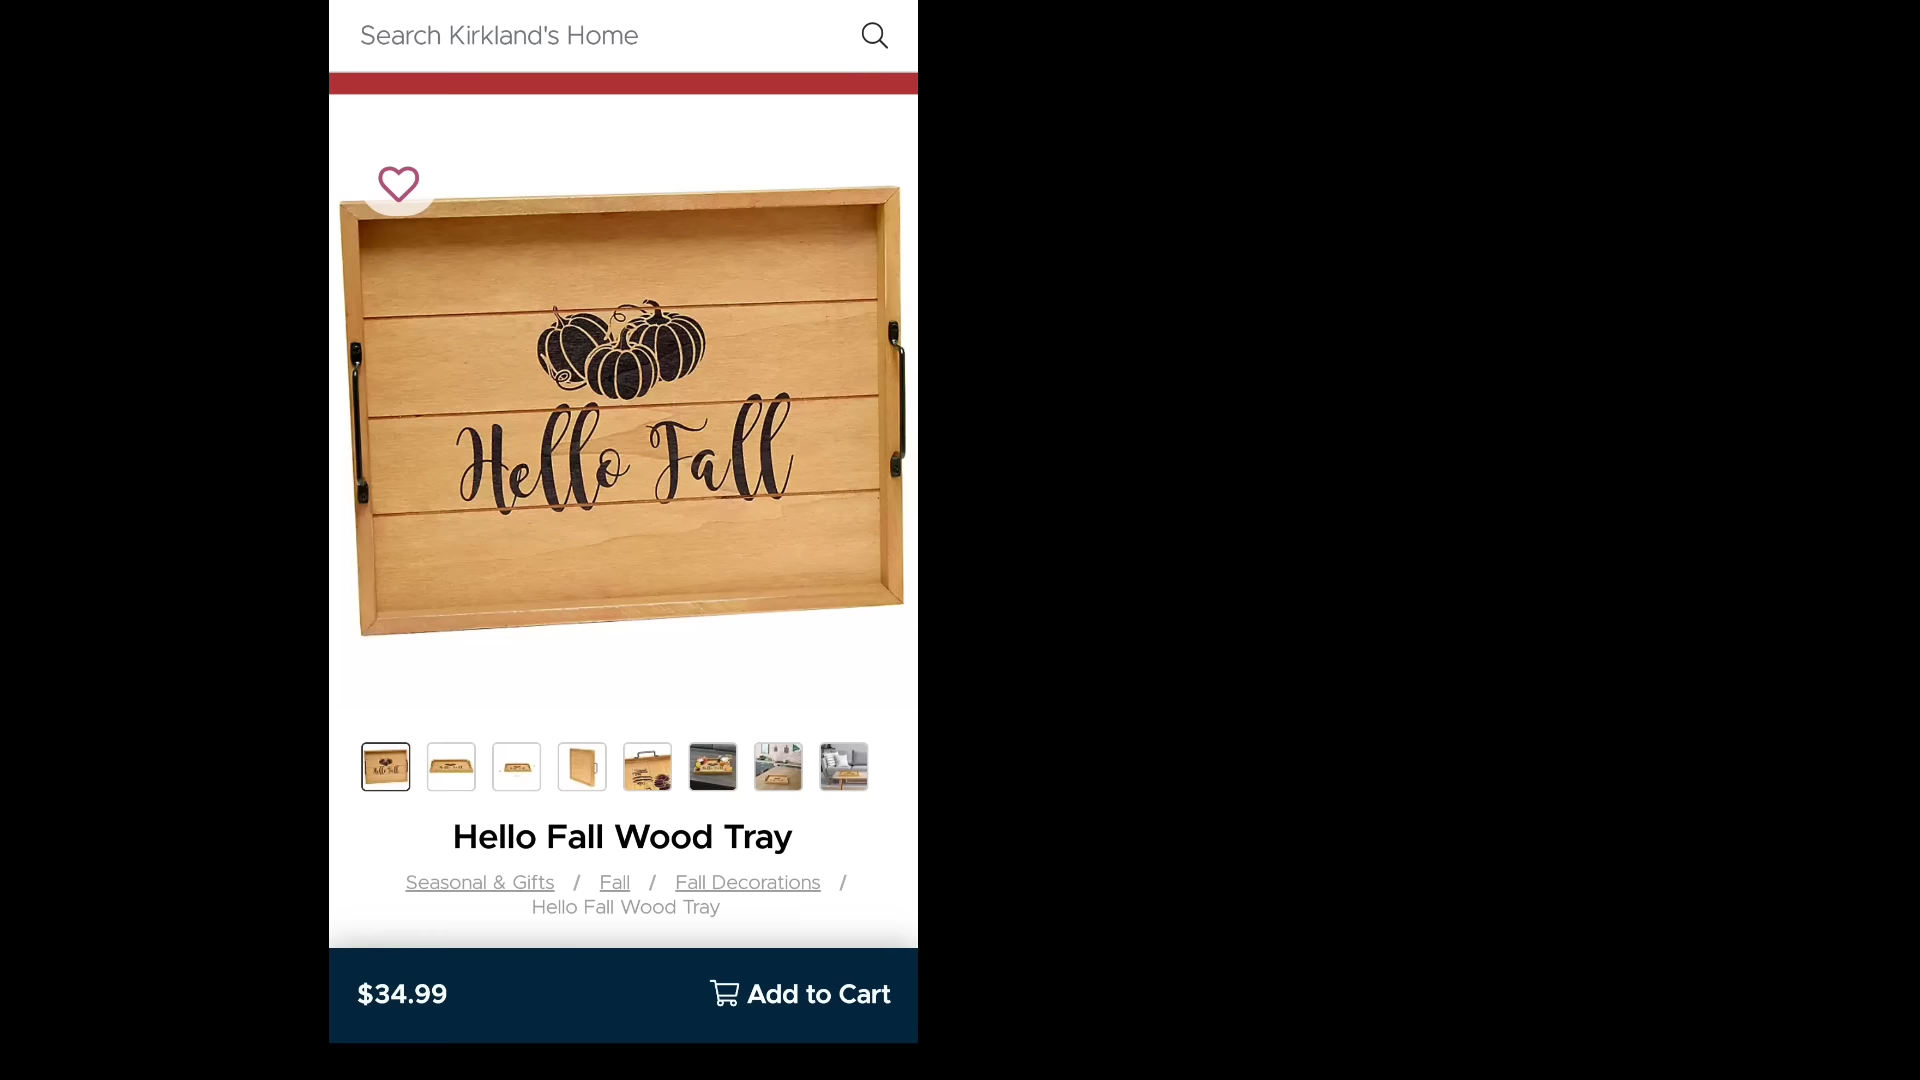 Search Kirkland's Home
Hello Fall
Hello Fall Wood Tray
Seasonal & Gifts / Fall / Fall Decorations /
Hello Fall Wood Tray
$34.99
Add to Cart